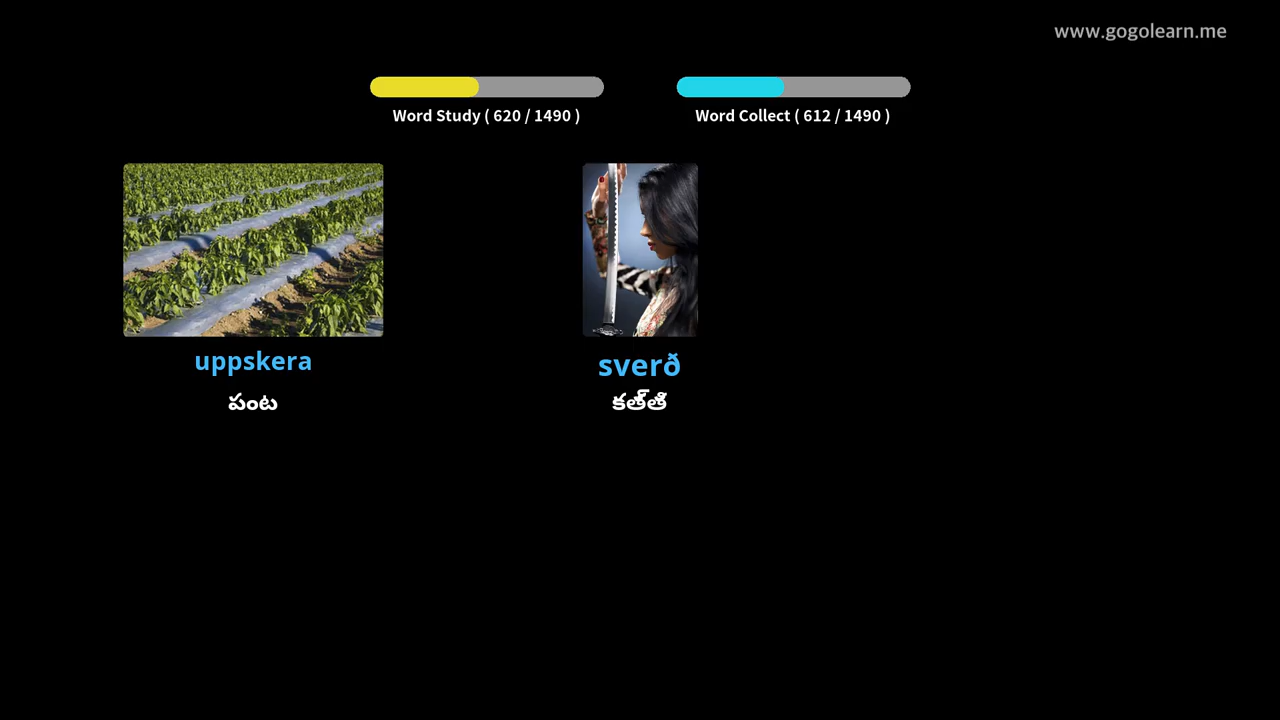 www.gogolearn.me
Word Study ( 620 / 1490 )
Word Collect ( 612 / 1490 )
uppskera
పంట
sverð
కత్తి